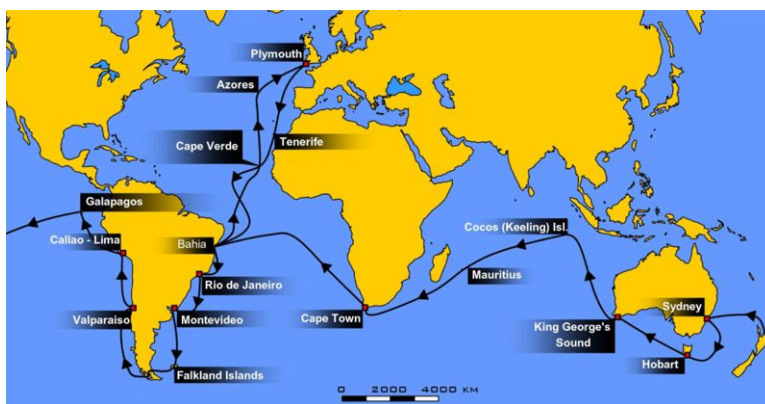 Plymouth
Azores
Cape Verde
Tenerife
Galapagos
Callao - Lima
Bahia
Cocos (Keeling) Isl.
Rio de Janeiro
Mauritius
Valparaiso
Montevideo
Cape Town
Sydney
King George's
Sound
Hobart
Falkland Islands
0 2000 4000 KM